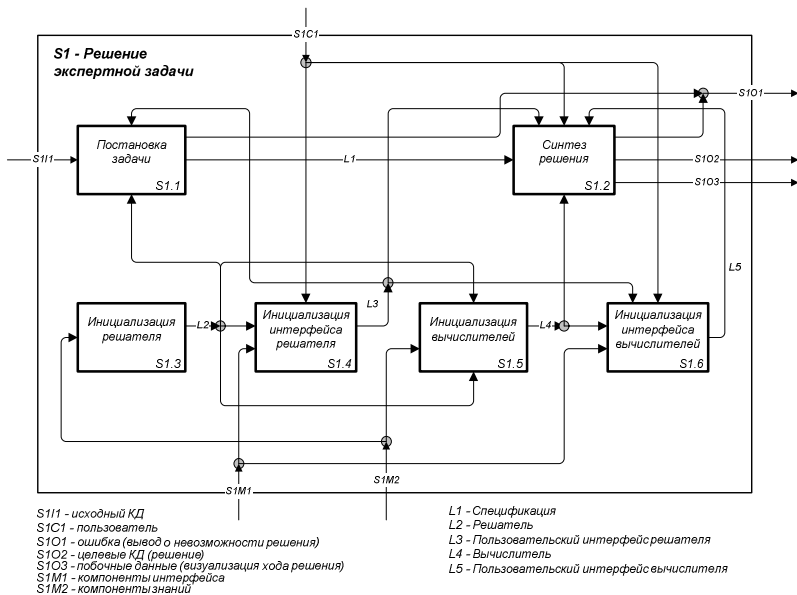 S1C1
S1 - Решение
экспертной задачи
S1O1
Постановка
задачи
S1.1
Синтез
решения
S1.2
S1I1
L1
S1O2
S1O3
L5
L3
Инициализация
решателя
S1.3
L2
Инициализация
интерфейса
решателя
S1.4
Инициализация
вычислителей
S1.5
L4
Инициализация
интерфейса
вычислителей
S1.6
S1M2
S1M1
S1I1 - исходный КД
S1C1 - пользователь
S1O1 - ошибка (вывод о невозможности решения)
S1O2 - целевые КД (решение)
S1O3 - побочные данные (визуализация хода решения)
S1M1 - компоненты интерфейса
S1M2 - компоненты знаний
L1 - Спецификация
L2 - Решатель
L3 - Пользовательский интерфейс решателя
L4 - Вычислитель
L5 - Пользовательский интерфейс вычислителя